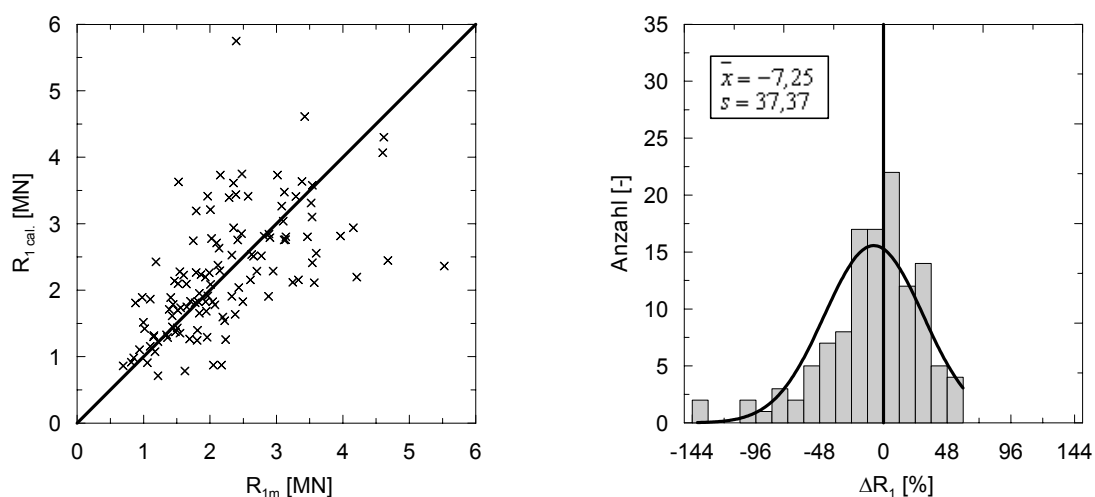 6
5
4
3
2
1
0
R1 cal. [MN]
0 1 2 3 4 5 6
R1m [MN]
35
30
25
20
15
10
5
0
Anzahl [-]
x̅ = −7,25
s = 37,37
-144 -96 -48 0 48 96 144
ΔR1 [%]